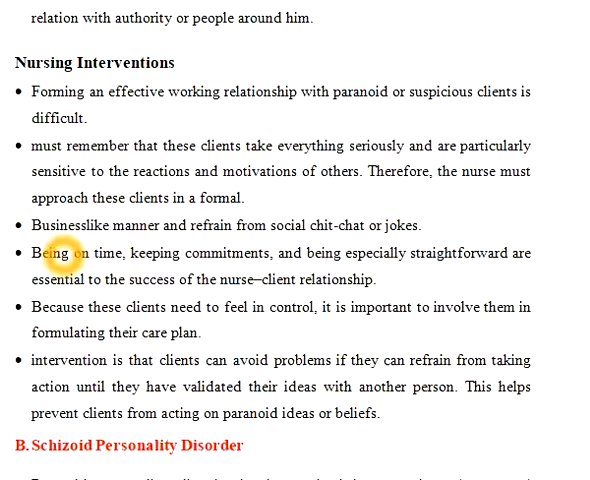 relation with authority or people around him.
Nursing Interventions
• Forming an effective working relationship with paranoid or suspicious clients is
difficult.
• must remember that these clients take everything seriously and are particularly
sensitive to the reactions and motivations of others. Therefore, the nurse must
approach these clients in a formal.
• Businesslike manner and refrain from social chit-chat or jokes.
• Being on time, keeping commitments, and being especially straightforward are
essential to the success of the nurse–client relationship.
• Because these clients need to feel in control, it is important to involve them in
formulating their care plan.
• intervention is that clients can avoid problems if they can refrain from taking
action until they have validated their ideas with another person. This helps
prevent clients from acting on paranoid ideas or beliefs.
B. Schizoid Personality Disorder